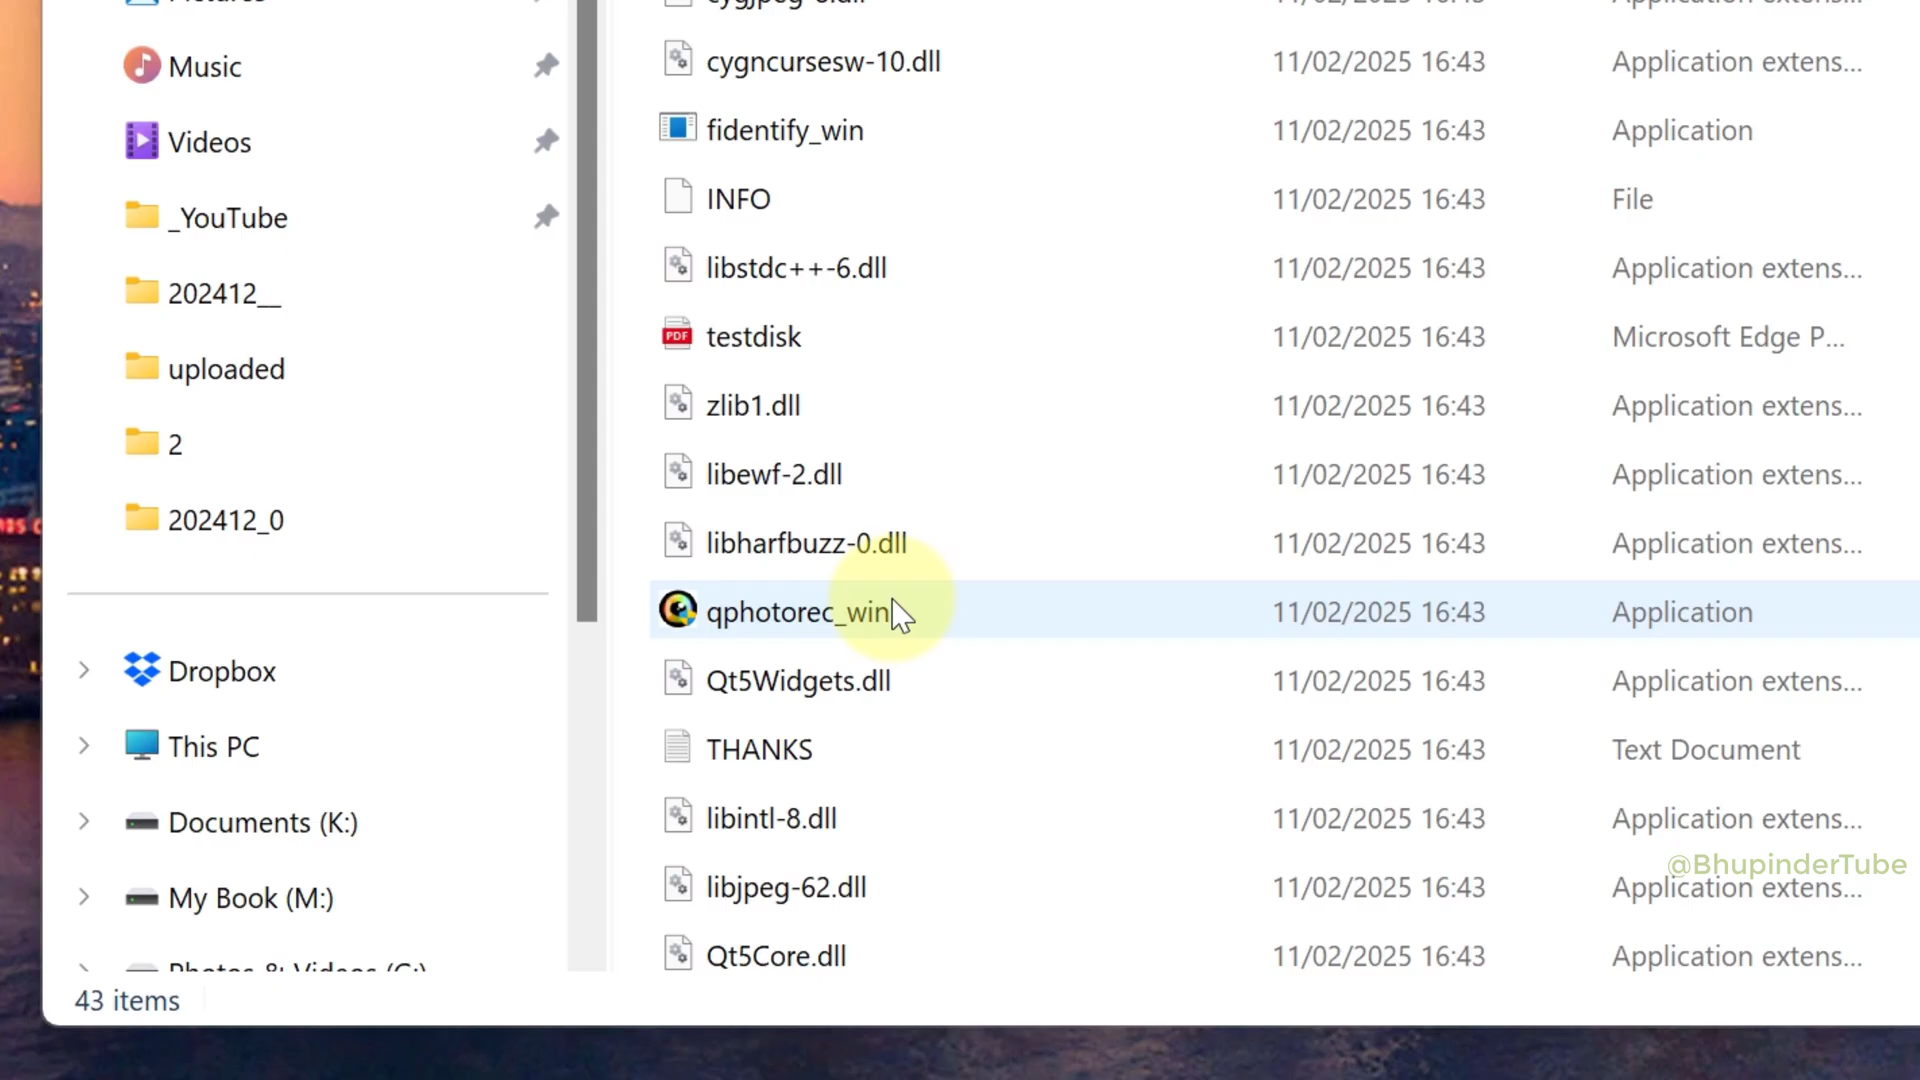 Pictures
Music
Videos
_YouTube
202412__
uploaded
2
202412_0
Dropbox
This PC
Documents (K:)
My Book (M:)
43 items
11/02/2025 16:43
cygncursesw-10.dll 11/02/2025 16:43 Application extens...
fidentify_win 11/02/2025 16:43 Application
INFO 11/02/2025 16:43 File
libstdc++-6.dll 11/02/2025 16:43 Application extens...
PDF testdisk 11/02/2025 16:43 Microsoft Edge P...
zlib1.dll 11/02/2025 16:43 Application extens...
libewf-2.dll 11/02/2025 16:43 Application extens...
libharfbuzz-0.dll 11/02/2025 16:43 Application extens...
qphotorec_win 11/02/2025 16:43 Application
Qt5Widgets.dll 11/02/2025 16:43 Application extens...
THANKS 11/02/2025 16:43 Text Document
libintl-8.dll 11/02/2025 16:43 Application extens...
@BhupinderTube
libjpeg-62.dll 11/02/2025 16:43 Application extens...
Qt5Core.dll 11/02/2025 16:43 Application extens...